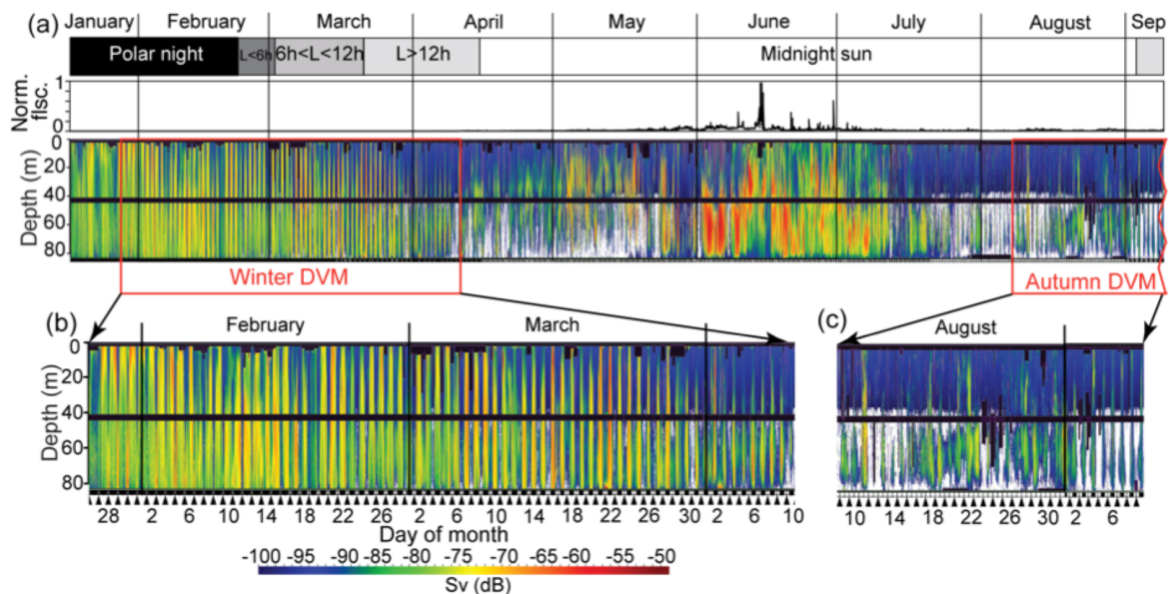 (a)
January February March April May June July August Sep
Polar night L<6h 6h<L<12h L>12h Midnight sun
Norm. flsc.
1
0
Depth (m)
0
40
80
Winter DVM
Autumn DVM
(b)
February March
Depth (m)
0
20
40
60
80
28 2 6 10 14 18 22 26 2 6 10 14 18 22 26 30 2 6 10
Day of month
(c)
August
10 14 18 22 26 30 2 6
-100 -95 -90 -85 -80 -75 -70 -65 -60 -55 -50
Sv (dB)